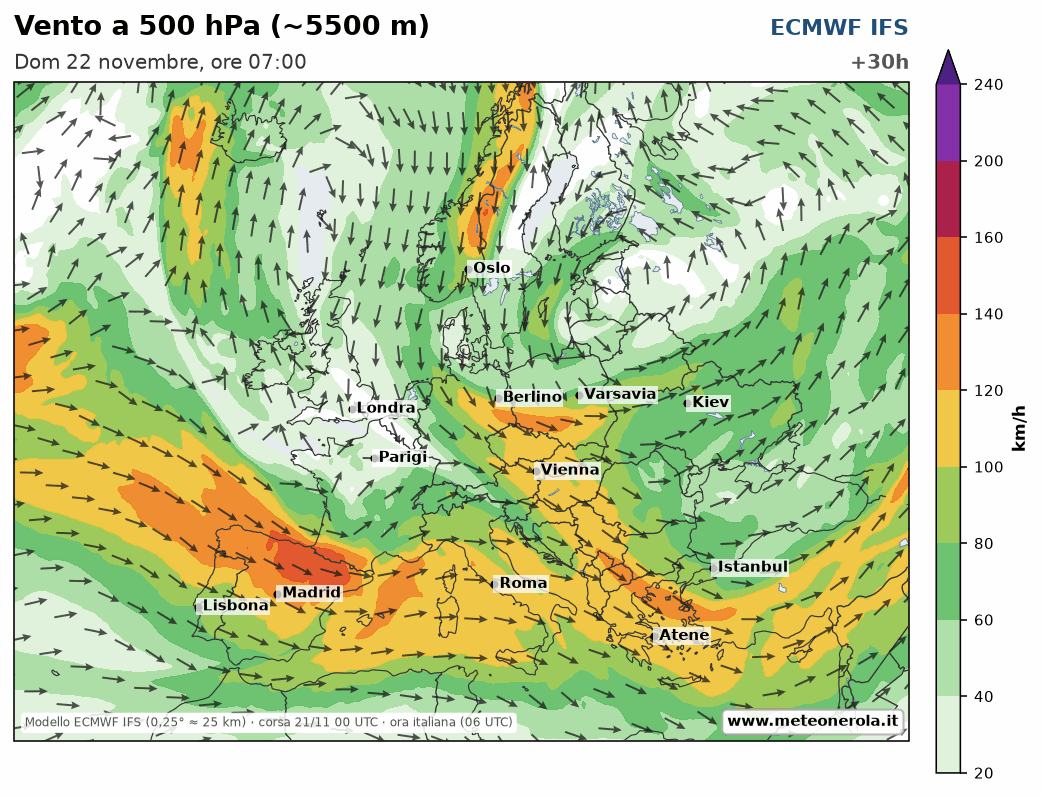 Vento a 500 hPa (~5500 m)
ECMWF IFS
Dom 22 novembre, ore 07:00
+30h
240
200
160
140
120
100
80
60
40
20
km/h
Oslo
Londra
Berlino
Varsavia
Kiev
Parigi
Vienna
Istanbul
Madrid
Roma
Lisbona
Atene
Modello ECMWF IFS (0,25° ≈ 25 km) · corsa 21/11 00 UTC · ora italiana (06 UTC)
www.meteonerola.it